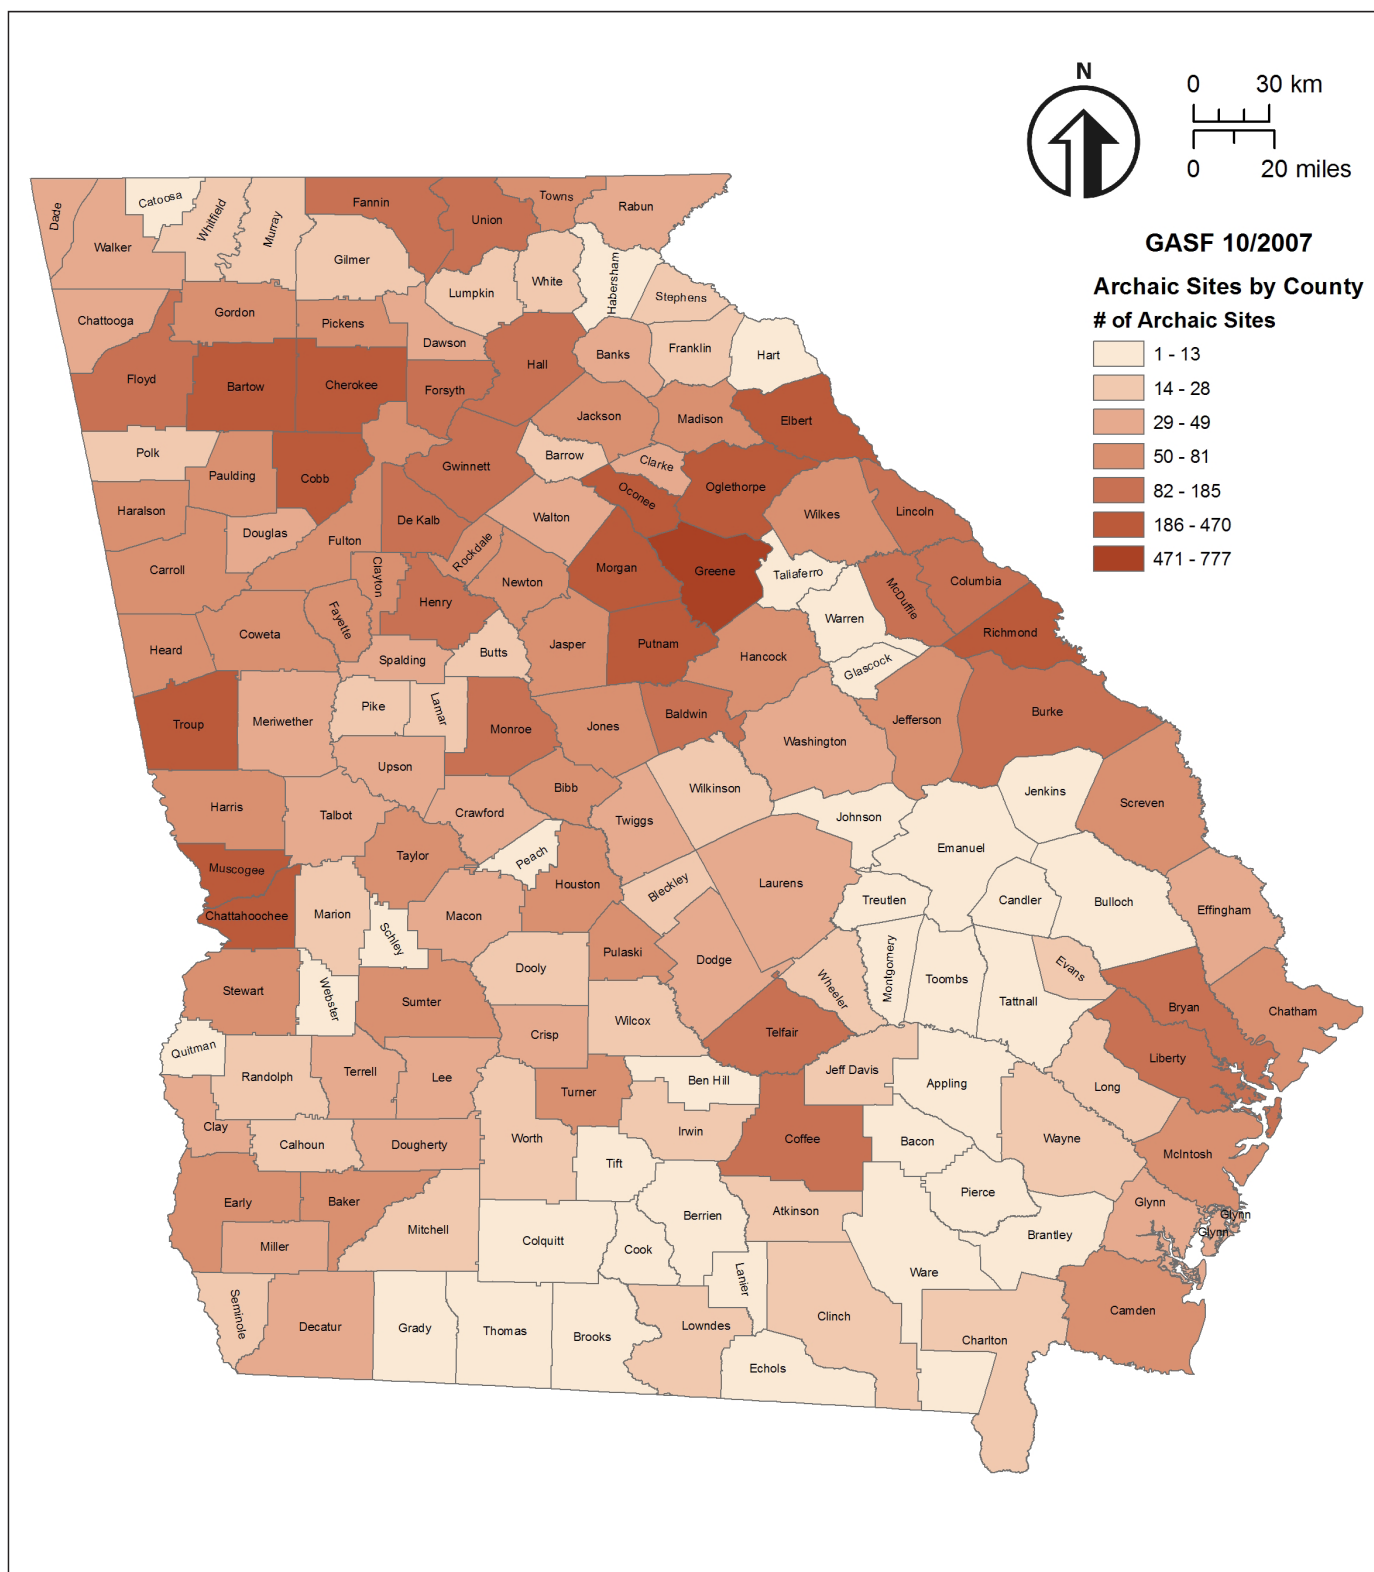 N
0 30 km
0 20 miles
GASF 10/2007
Archaic Sites by County
# of Archaic Sites
1 - 13
14 - 28
29 - 49
50 - 81
82 - 185
186 - 470
471 - 777
Dade
Walker
Catoosa
Whitfield
Murray
Fannin
Gilmer
Union
Towns
Rabun
Chattooga
Gordon
Pickens
Lumpkin
White
Habersham
Stephens
Dawson
Floyd
Bartow
Cherokee
Forsyth
Hall
Banks
Franklin
Hart
Polk
Paulding
Cobb
Gwinnett
Jackson
Madison
Elbert
Barrow
Clarke
Oconee
Oglethorpe
Haralson
Douglas
Fulton
De Kalb
Rockdale
Walton
Wilkes
Lincoln
Carroll
Clayton
Henry
Newton
Morgan
Greene
Taliaferro
McDuffie
Columbia
Heard
Coweta
Fayette
Spalding
Butts
Jasper
Putnam
Hancock
Warren
Glascock
Richmond
Troup
Meriwether
Pike
Lamar
Monroe
Jones
Baldwin
Washington
Jefferson
Burke
Upson
Harris
Talbot
Crawford
Bibb
Twiggs
Wilkinson
Johnson
Jenkins
Screven
Muscogee
Taylor
Peach
Houston
Bleckley
Laurens
Emanuel
Chattahoochee
Marion
Schley
Macon
Treutlen
Candler
Bulloch
Effingham
Stewart
Webster
Sumter
Dooly
Pulaski
Dodge
Wheeler
Montgomery
Toombs
Tattnall
Evans
Bryan
Chatham
Quitman
Randolph
Terrell
Lee
Crisp
Wilcox
Telfair
Liberty
Clay
Calhoun
Dougherty
Worth
Turner
Ben Hill
Irwin
Coffee
Jeff Davis
Appling
Bacon
Long
Wayne
McIntosh
Early
Baker
Miller
Mitchell
Tift
Colquitt
Cook
Berrien
Atkinson
Pierce
Brantley
Glynn
Glynn
Glynn
Seminole
Decatur
Grady
Thomas
Brooks
Lanier
Lowndes
Echols
Clinch
Ware
Charlton
Camden